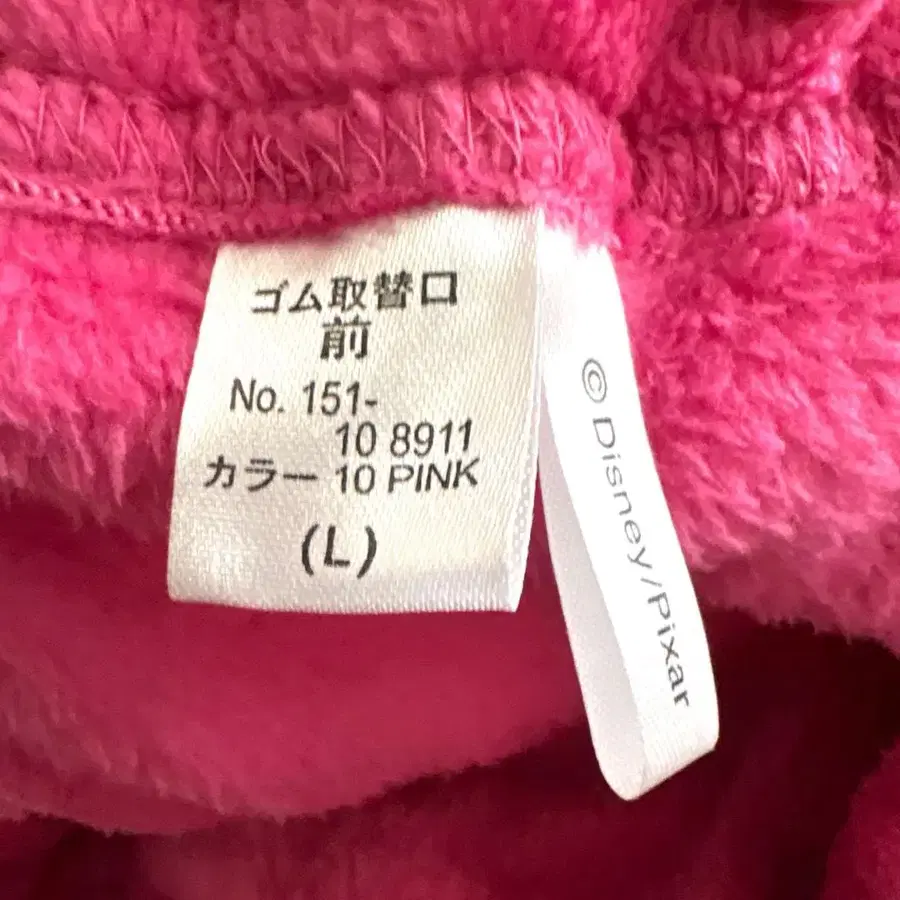 ゴム取替口
前
No. 151-
10 8911
カラー 10 PINK
(L)
©Disney/Pixar